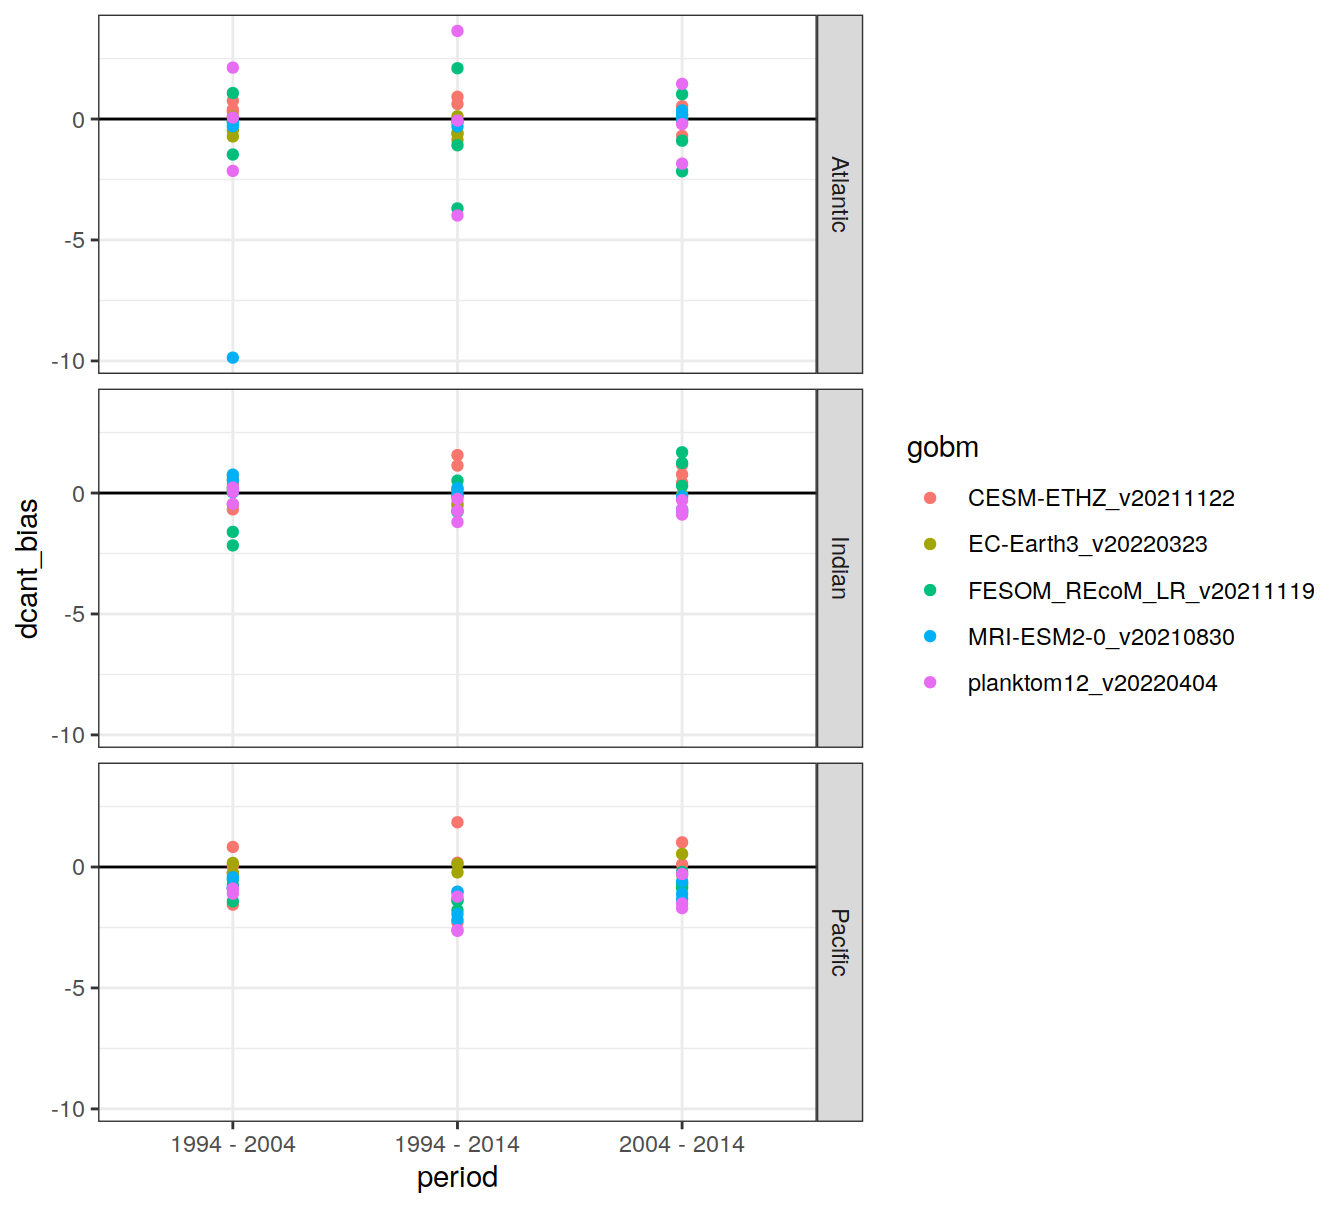 0
-5
-10
Atlantic
0
-5
-10
Indian
0
-5
-10
Pacific
dcant_bias
1994 - 2004
1994 - 2014
2004 - 2014
period
gobm
CESM-ETHZ_v20211122
EC-Earth3_v20220323
FESOM_REcoM_LR_v20211119
MRI-ESM2-0_v20210830
planktom12_v20220404